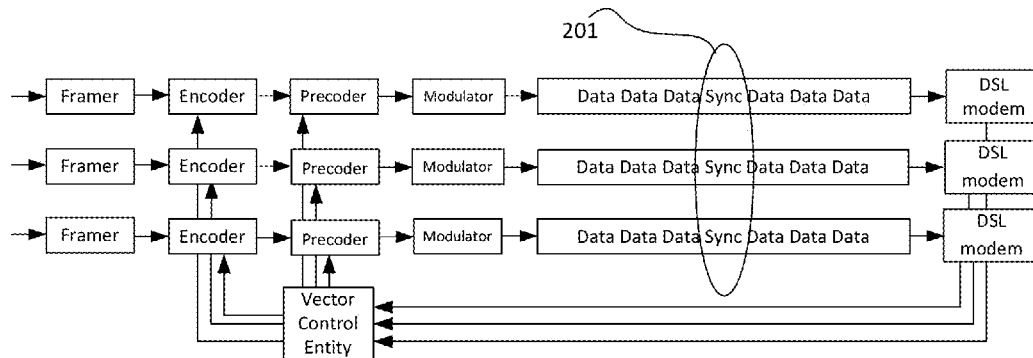 201
Framer Encoder Precoder Modulator Data Data Data Sync Data Data Data DSL
modem
Framer Encoder Precoder Modulator Data Data Data Sync Data Data Data DSL
modem
Framer Encoder Precoder Modulator Data Data Data Sync Data Data Data DSL
modem
Vector
Control
Entity